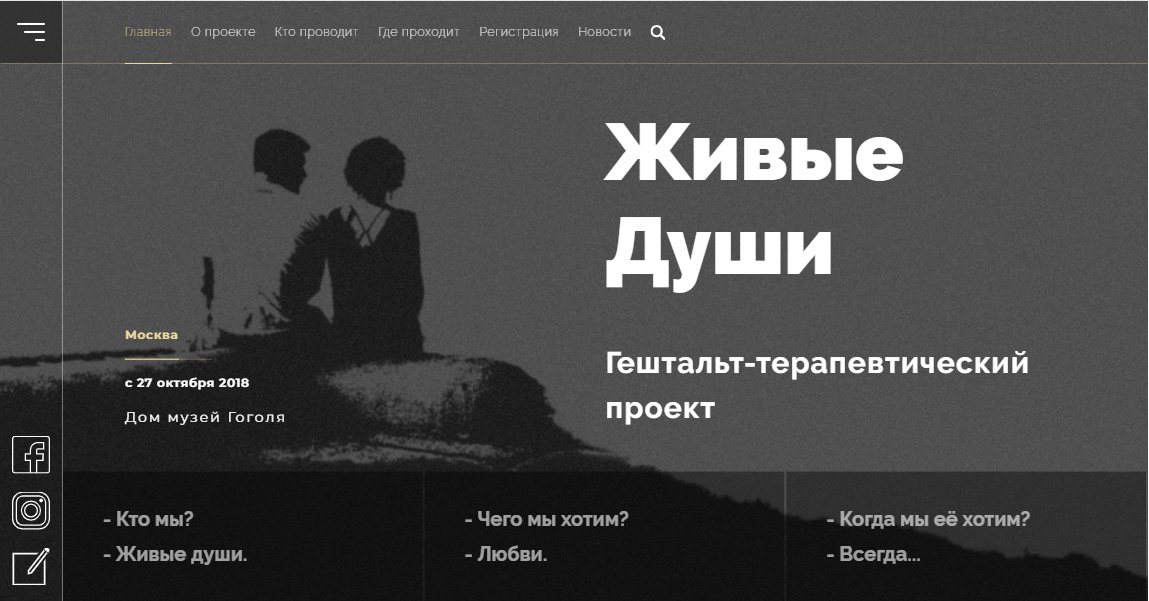 Главная О проекте Кто проводит Где проходит Регистрация Новости
Живые
Души
Гештальт-терапевтический
проект
Москва
с 27 октября 2018
Дом музей Гоголя
- Кто мы?
- Живые души.
- Чего мы хотим?
- Любви.
- Когда мы её хотим?
- Всегда...